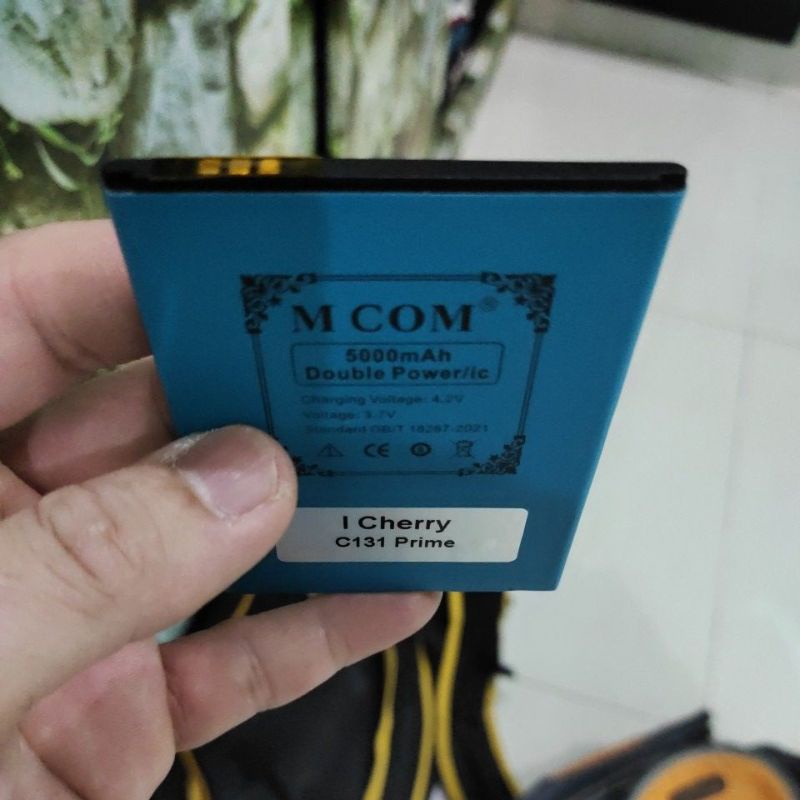 M COM®
5000mAh
Double Power/ic
Charging Voltage: 4.2V
Voltage: 3.7V
Standard GB/T 18287-2021
CE
I Cherry
C131 Prime